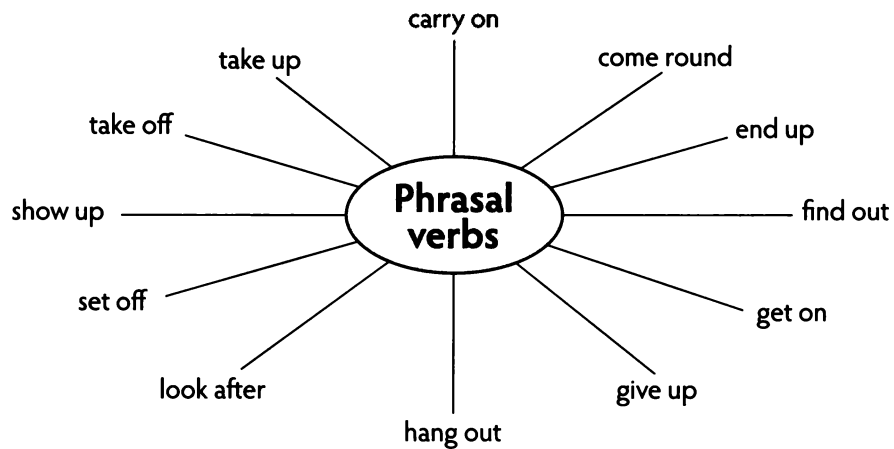 carry on
take up
come round
take off
end up
Phrasal
verbs
show up
find out
set off
get on
look after
give up
hang out